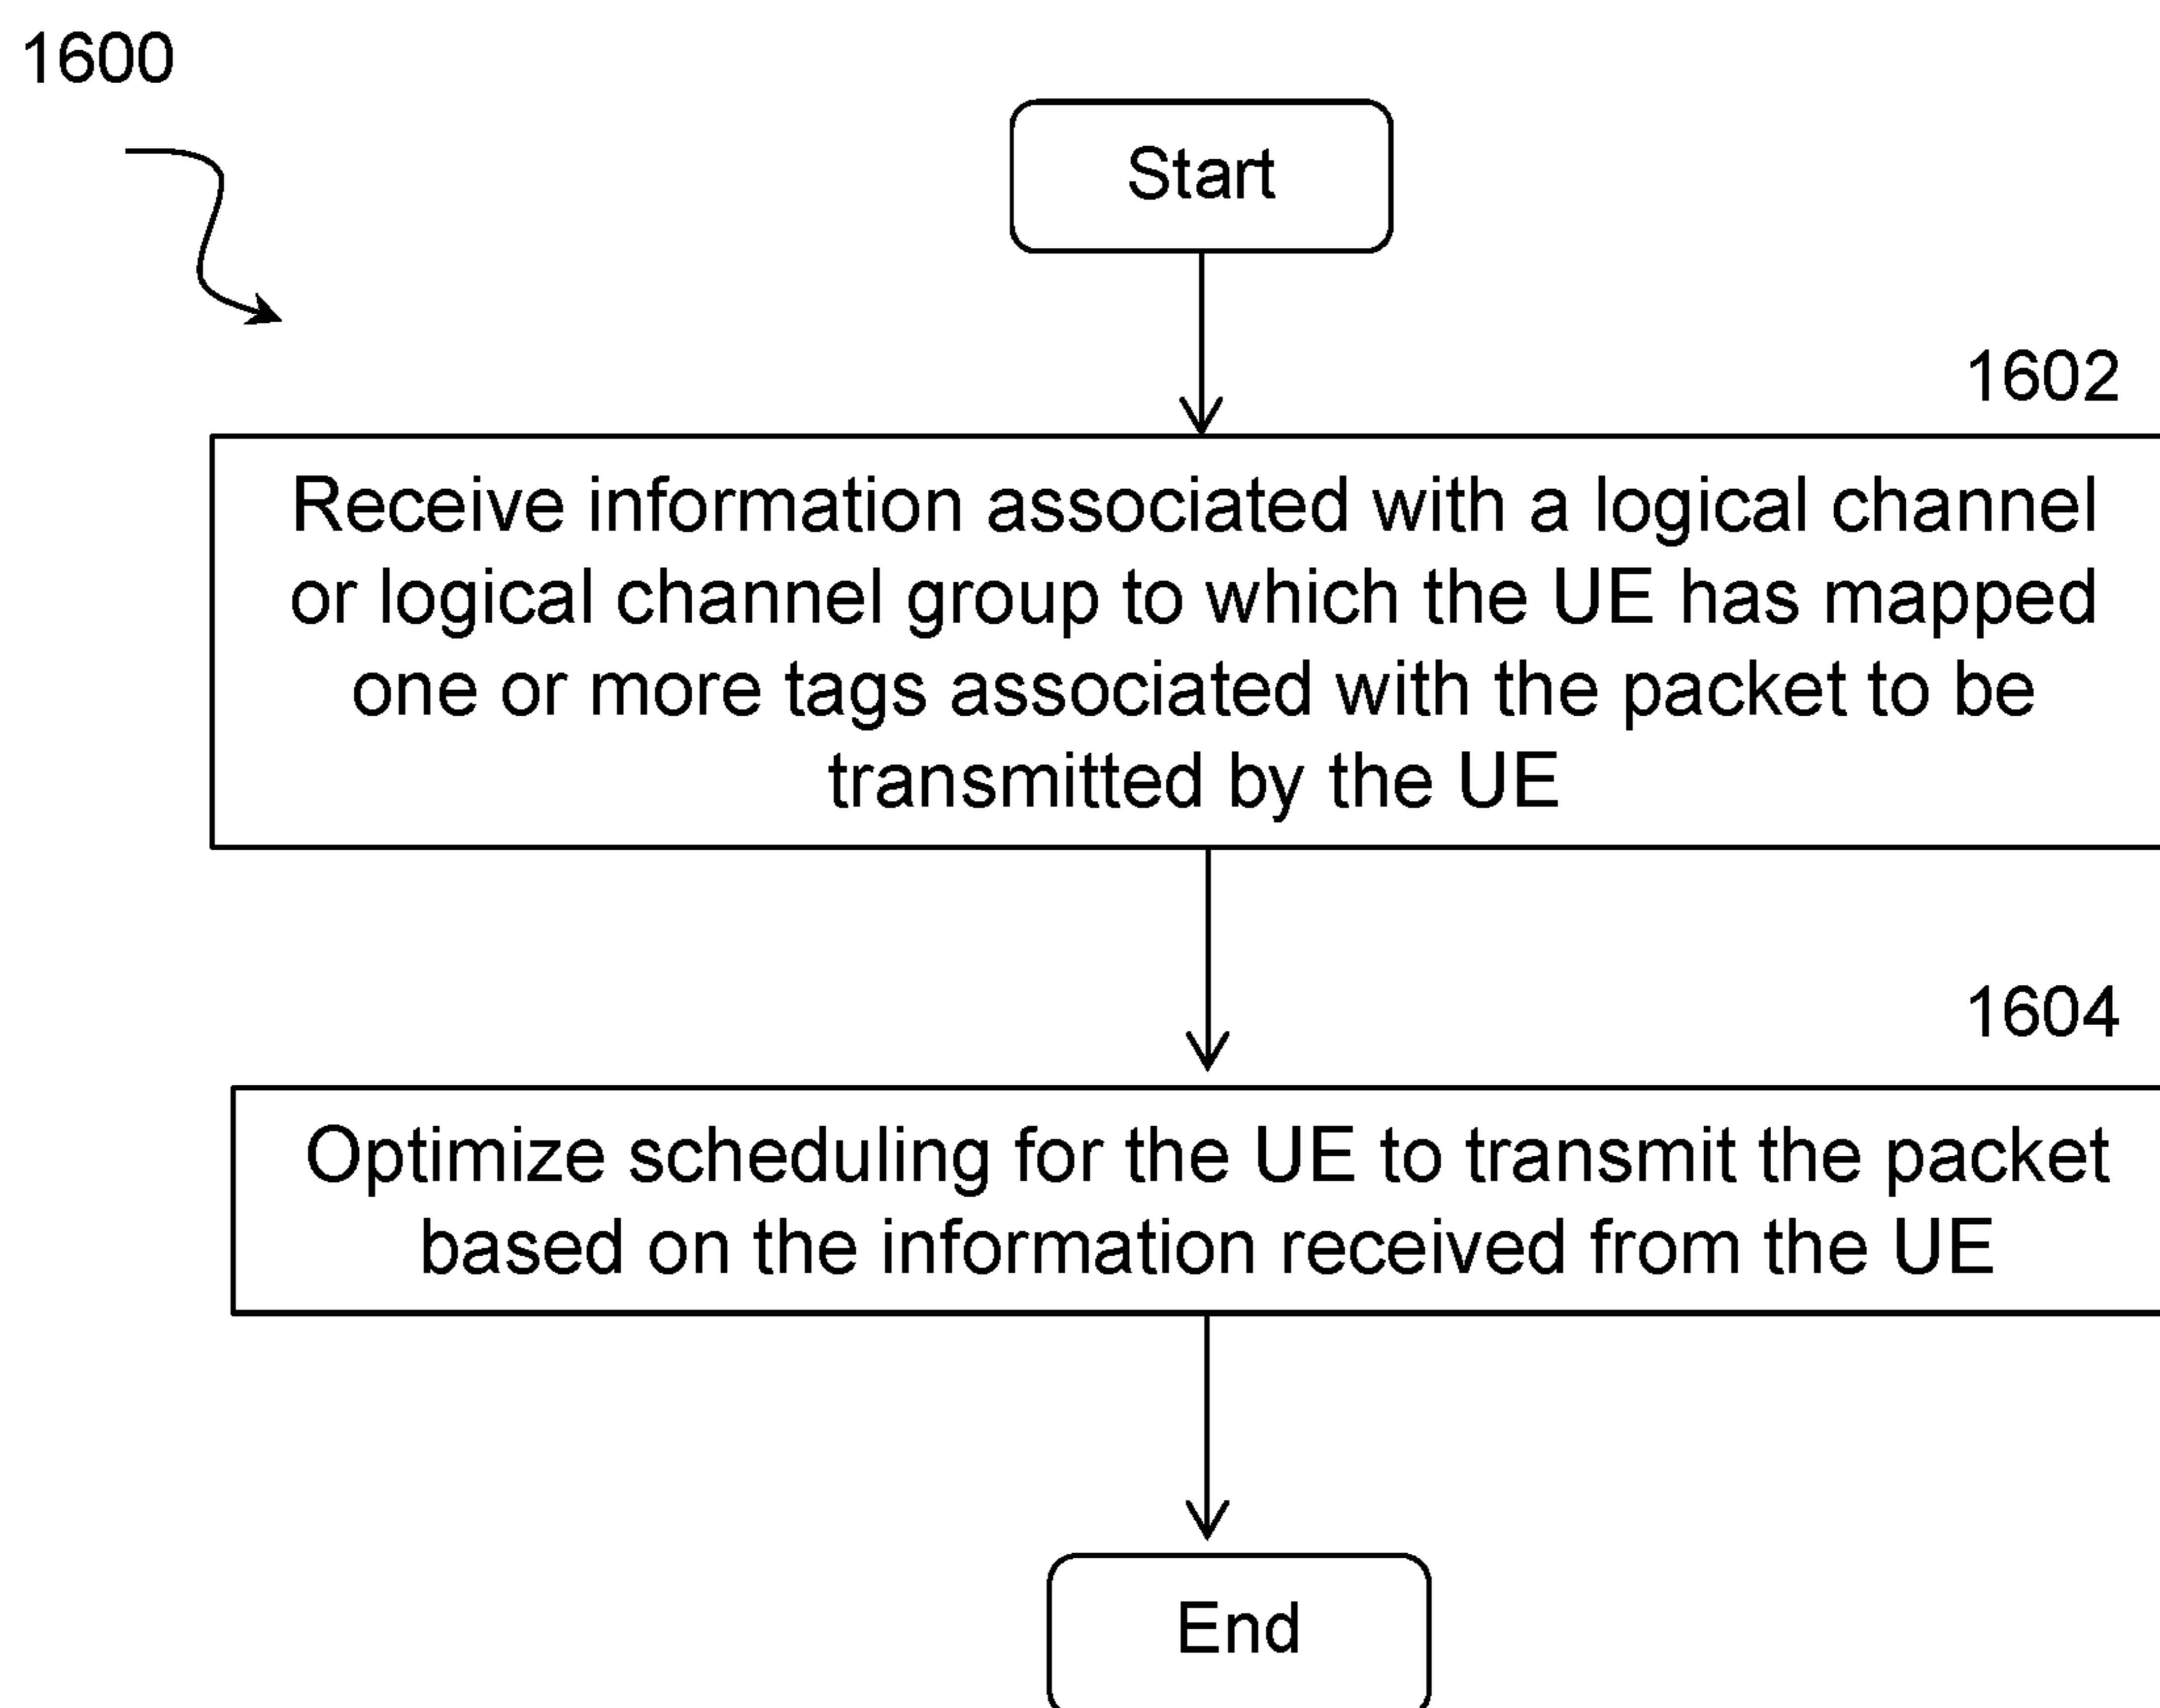 1600
Start
1602
Receive information associated with a logical channel
or logical channel group to which the UE has mapped
one or more tags associated with the packet to be
transmitted by the UE
1604
Optimize scheduling for the UE to transmit the packet
based on the information received from the UE
End